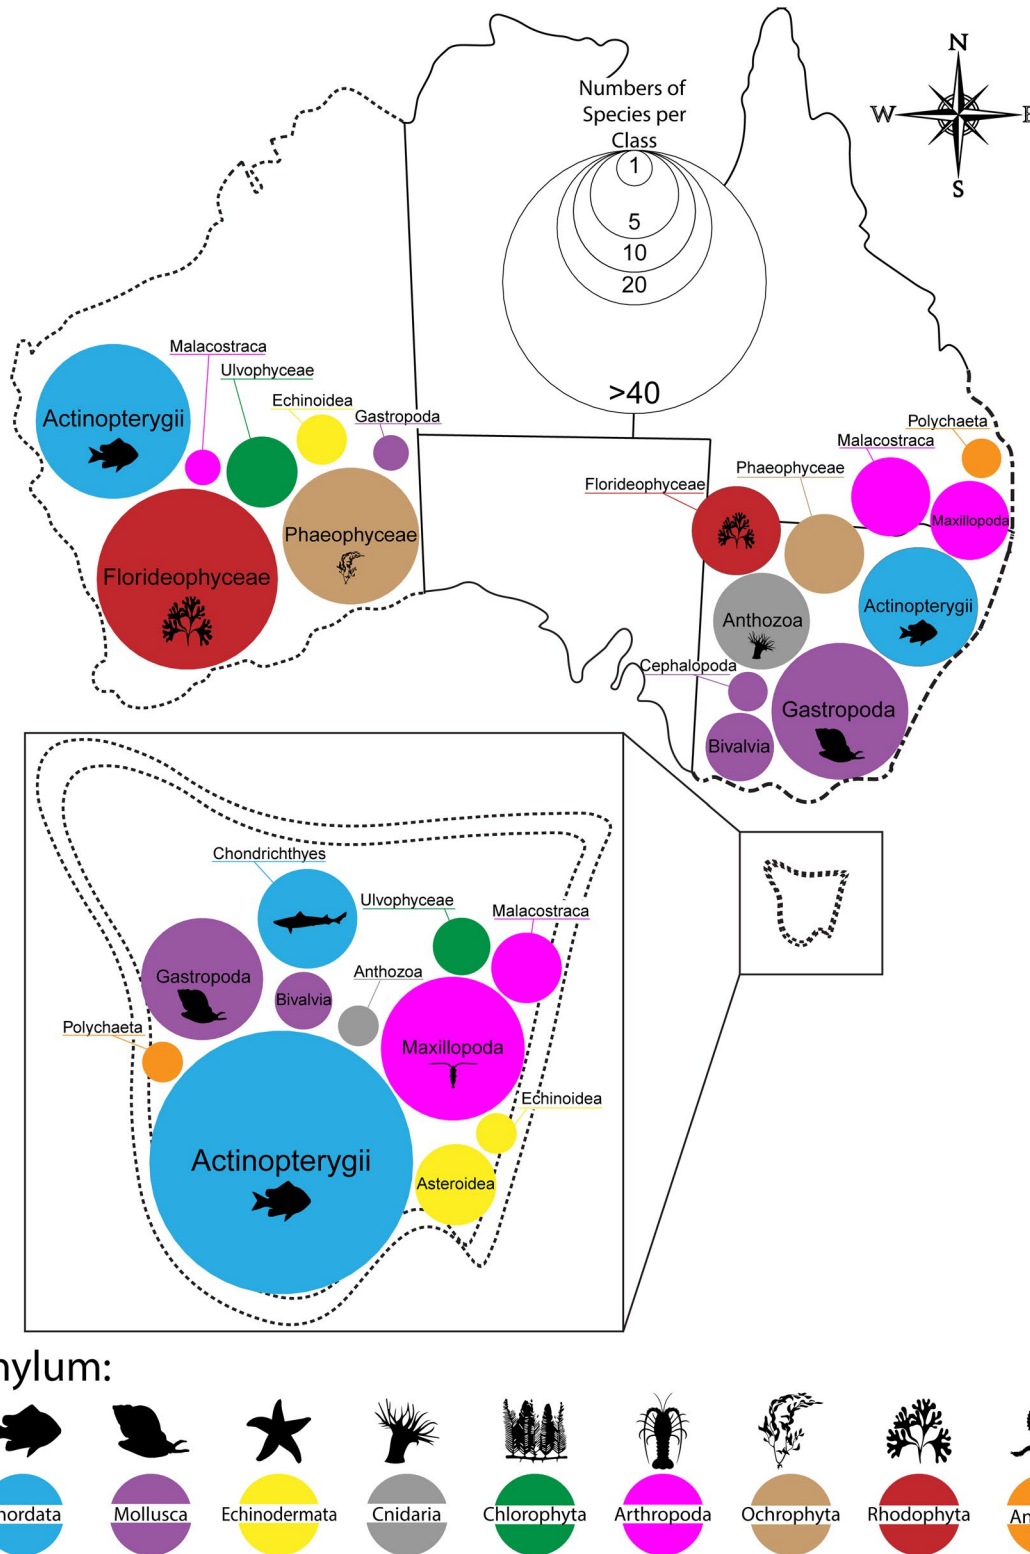 Numbers of
Species per
Class
1
5
10
20
>40
N
W
E
S
Malacostraca
Ulvophyceae
Echinoidea
Gastropoda
Actinopterygii
Phaeophyceae
Florideophyceae
Polychaeta
Malacostraca
Phaeophyceae
Florideophyceae
Maxillopoda
Actinopterygii
Anthozoa
Cephalopoda
Gastropoda
Bivalvia
Chondrichthyes
Ulvophyceae
Malacostraca
Gastropoda
Anthozoa
Bivalvia
Polychaeta
Maxillopoda
Echinoidea
Actinopterygii
Asteroidea
hylum:
nordata
Mollusca
Echinodermata
Cnidaria
Chlorophyta
Arthropoda
Ochrophyta
Rhodophyta
An